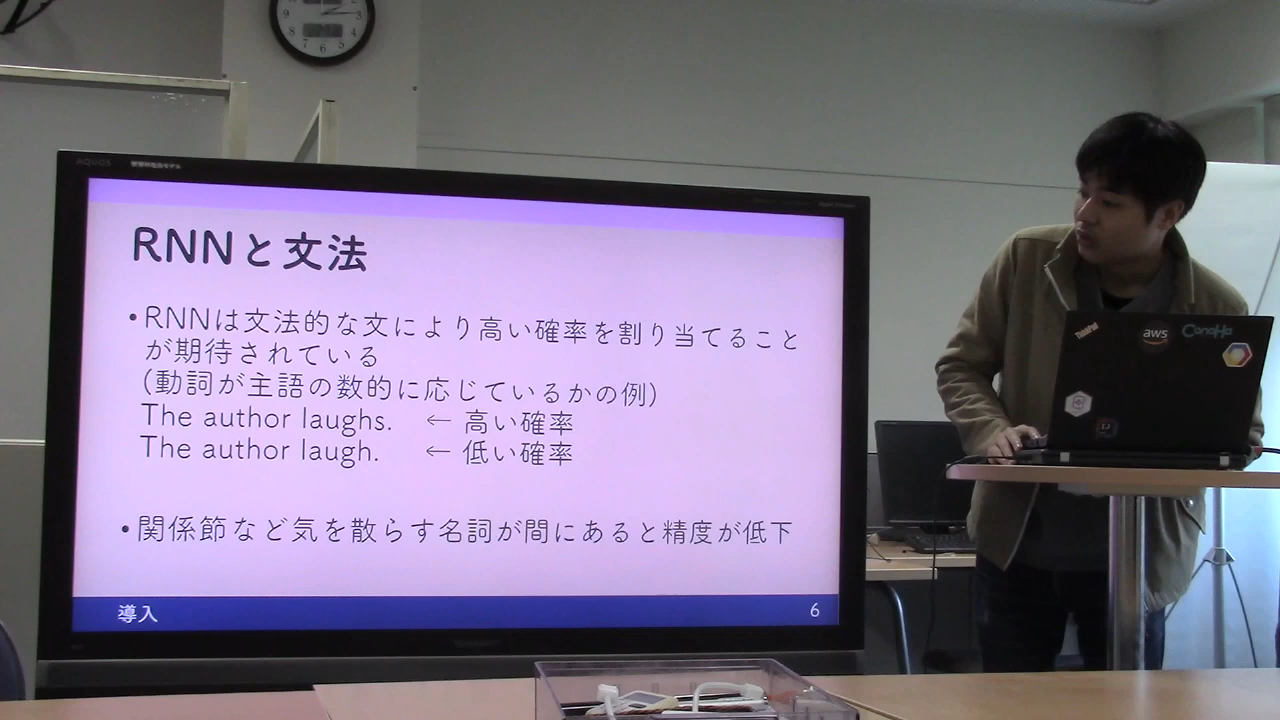 AQUOS
RNNと文法
•RNNは文法的な文により高い確率を割り当てること
が期待されている
(動詞が主語の数的に応じているかの例)
The author laughs. ← 高い確率
The author laugh. ← 低い確率
•関係節など気を散らす名詞が間にあると精度が低下
導入
6
ThinkPad
aws
ConoHa